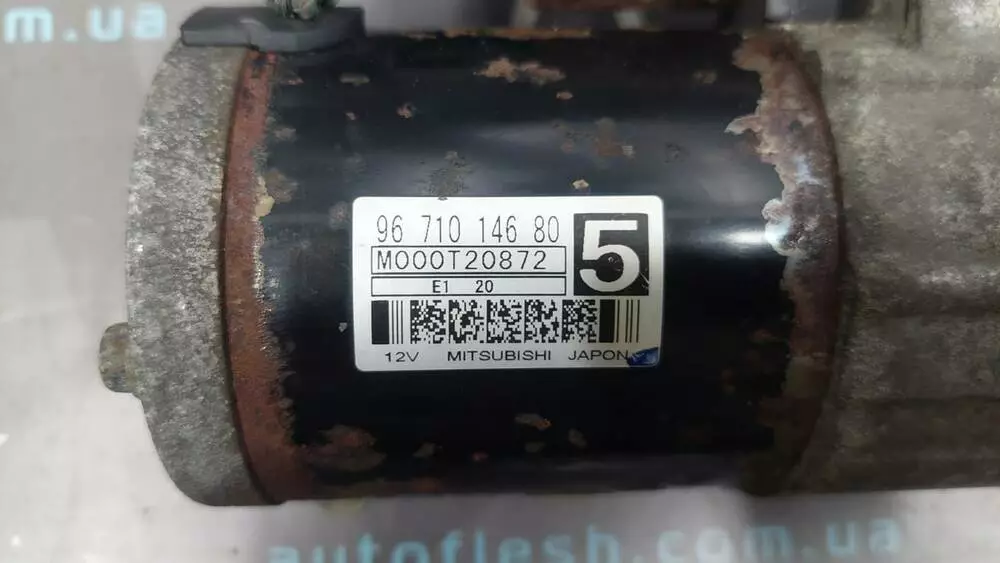 m.ua
96 710 146 80
5
M000T20872
E1 20
12V MITSUBISHI JAPON
autoflesh.com.ua